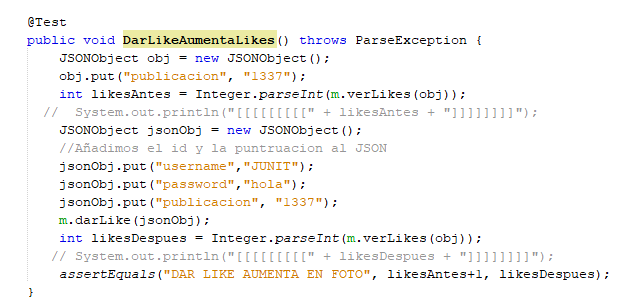 @Test
public void DarLikeAumentaLikes() throws ParseException {
JSONObject obj = new JSONObject();
obj.put("publicacion", "1337");
int likesAntes = Integer.parseInt(m.verLikes(obj));
//  System.out.println("[[[[[[[[[" + likesAntes + "]]]]]]]]");
JSONObject jsonObj = new JSONObject();
//Añadimos el id y la puntruacion al JSON
jsonObj.put("username","JUNIT");
jsonObj.put("password","hola");
jsonObj.put("publicacion", "1337");
m.darLike(jsonObj);
int likesDespues = Integer.parseInt(m.verLikes(obj));
// System.out.println("[[[[[[[[[" + likesDespues + "]]]]]]]]");
assertEquals("DAR LIKE AUMENTA EN FOTO", likesAntes+1, likesDespues);
}